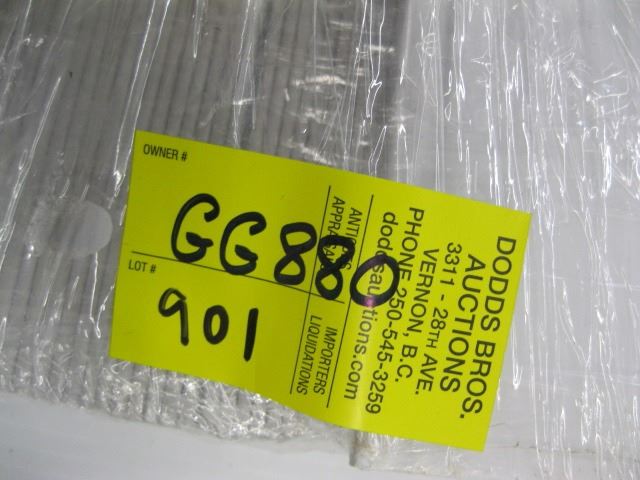 OWNER #
GG880
LOT #
901
DODDS BROS.
AUCTIONS
3311 - 28TH AVE.
VERNON, B.C.
PHONE 250-545-3259
doddsauctions.com
ANTIQUES
APPRAISALS
IMPORTERS
LIQUIDATIONS